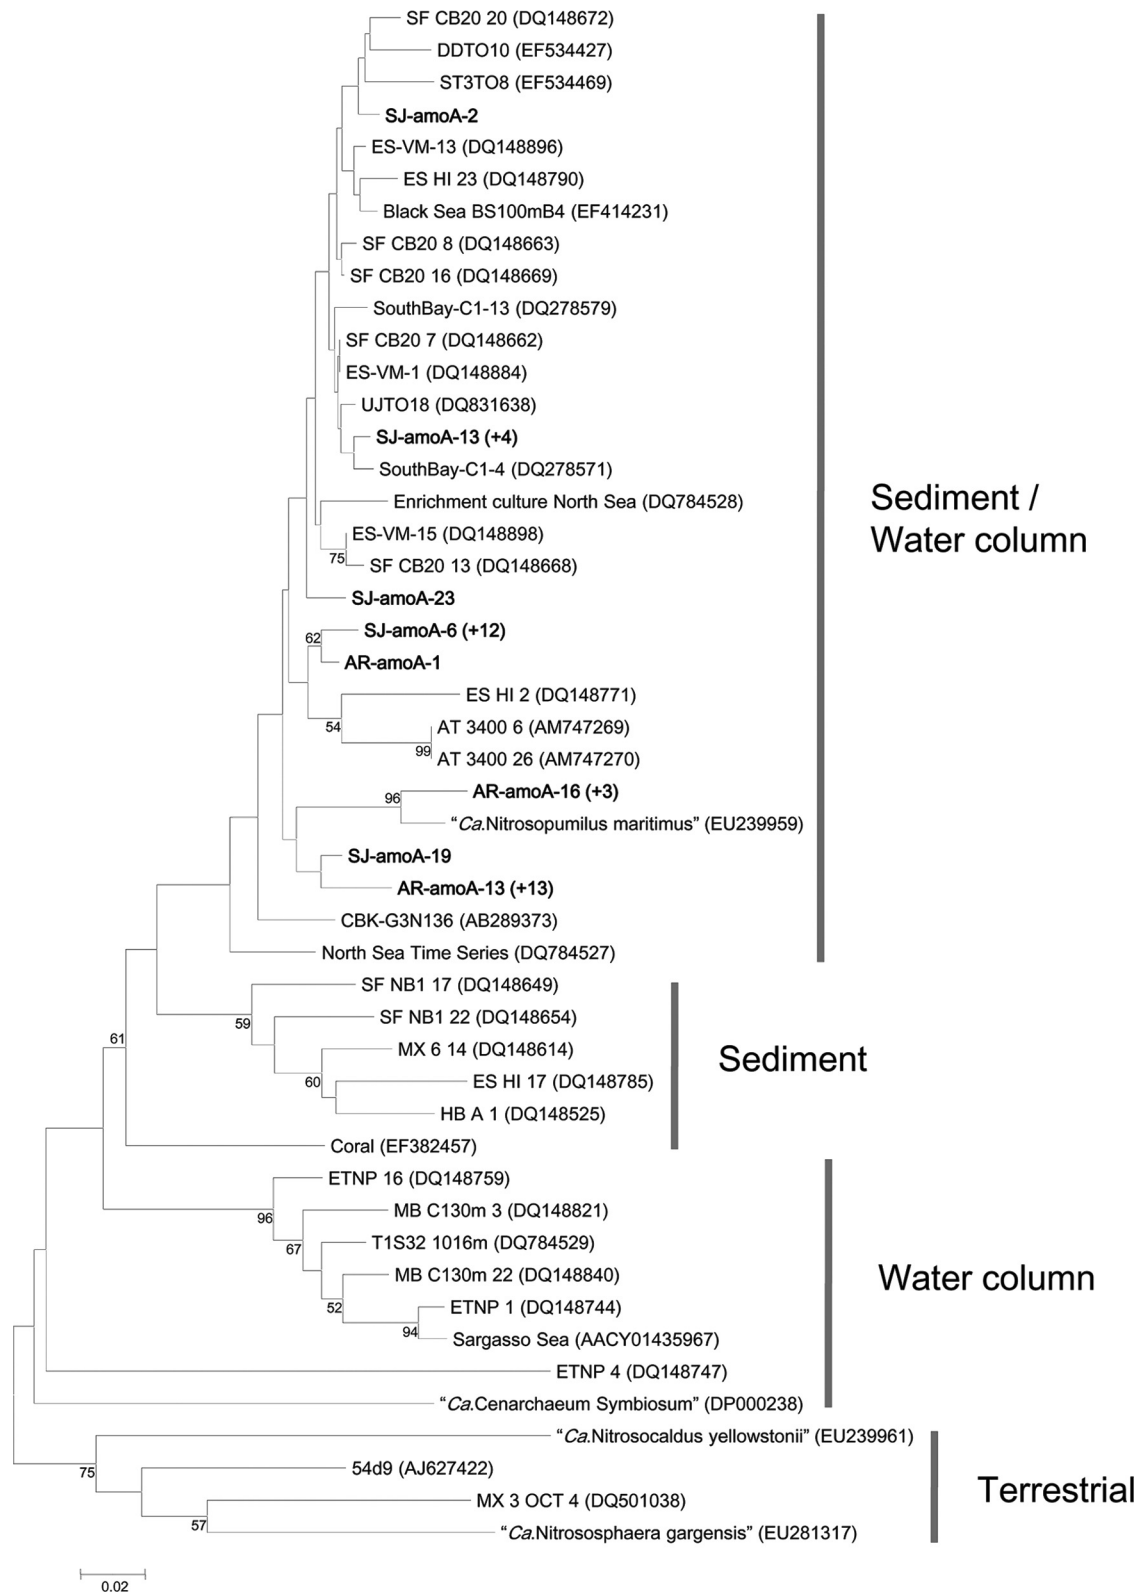 SF CB20 20 (DQ148672)
DDTO10 (EF534427)
ST3TO8 (EF534469)
SJ-amoA-2
ES-VM-13 (DQ148896)
ES HI 23 (DQ148790)
Black Sea BS100mB4 (EF414231)
SF CB20 8 (DQ148663)
SF CB20 16 (DQ148669)
SouthBay-C1-13 (DQ278579)
SF CB20 7 (DQ148662)
ES-VM-1 (DQ148884)
UJTO18 (DQ831638)
SJ-amoA-13 (+4)
SouthBay-C1-4 (DQ278571)
Enrichment culture North Sea (DQ784528)
ES-VM-15 (DQ148898)
75
SF CB20 13 (DQ148668)
SJ-amoA-23
SJ-amoA-6 (+12)
62
AR-amoA-1
ES HI 2 (DQ148771)
54
AT 3400 6 (AM747269)
99
AT 3400 26 (AM747270)
AR-amoA-16 (+3)
96
“Ca.Nitrosopumilus maritimus” (EU239959)
SJ-amoA-19
AR-amoA-13 (+13)
CBK-G3N136 (AB289373)
North Sea Time Series (DQ784527)
Sediment /
Water column
SF NB1 17 (DQ148649)
59
SF NB1 22 (DQ148654)
61
MX 6 14 (DQ148614)
60
ES HI 17 (DQ148785)
HB A 1 (DQ148525)
Coral (EF382457)
Sediment
ETNP 16 (DQ148759)
96
MB C130m 3 (DQ148821)
67
T1S32 1016m (DQ784529)
MB C130m 22 (DQ148840)
52
ETNP 1 (DQ148744)
94
Sargasso Sea (AACY01435967)
ETNP 4 (DQ148747)
“Ca.Cenarchaeum Symbiosum” (DP000238)
Water column
“Ca.Nitrosocaldus yellowstonii” (EU239961)
75
54d9 (AJ627422)
MX 3 OCT 4 (DQ501038)
57
“Ca.Nitrososphaera gargensis” (EU281317)
Terrestrial
0.02